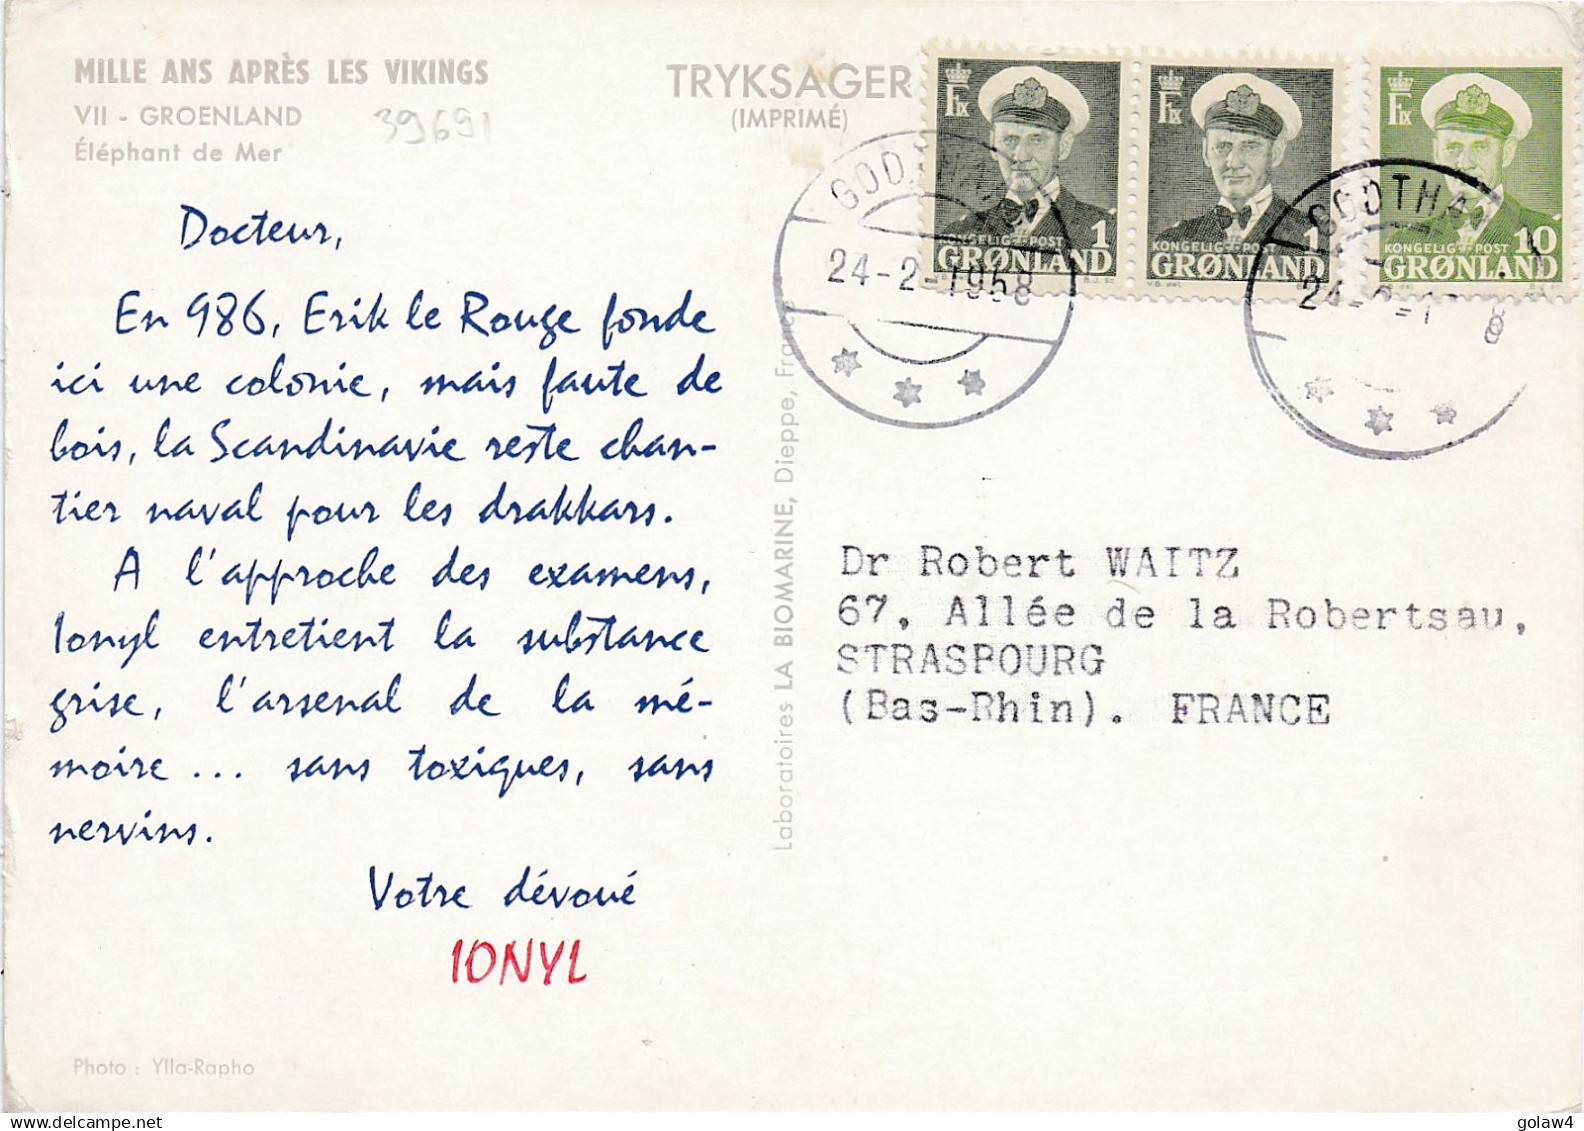 MILLE ANS APRÈS LES VIKINGS
VII - GROENLAND
39691
Éléphant de Mer
TRYKSAGER
(IMPRIMÉ)
Docteur,
En 986, Erik le Rouge fonde
ici une colonie, mais faute de
bois, la Scandinavie reste chan-
tier naval pour les drakkars.
A l'approche des examens,
Ionyl entretient la substance
grise, l'arsenal de la mé-
moire ... sans toxiques, sans
nervins.
Votre dévoué
IONYL
Photo : Ylla-Rapho
Laboratoires LA BIOMARINE, Dieppe, France
F IX
KONGELIG POST 1
GRØNLAND
F IX
KONGELIG POST 1
GRØNLAND
F IX
KONGELIG POST 10
GRØNLAND
24-2-1958
GODTHA
Dr Robert WAITZ
67, Allée de la Robertsau,
STRASBOURG
(Bas-Rhin). FRANCE
golaw4